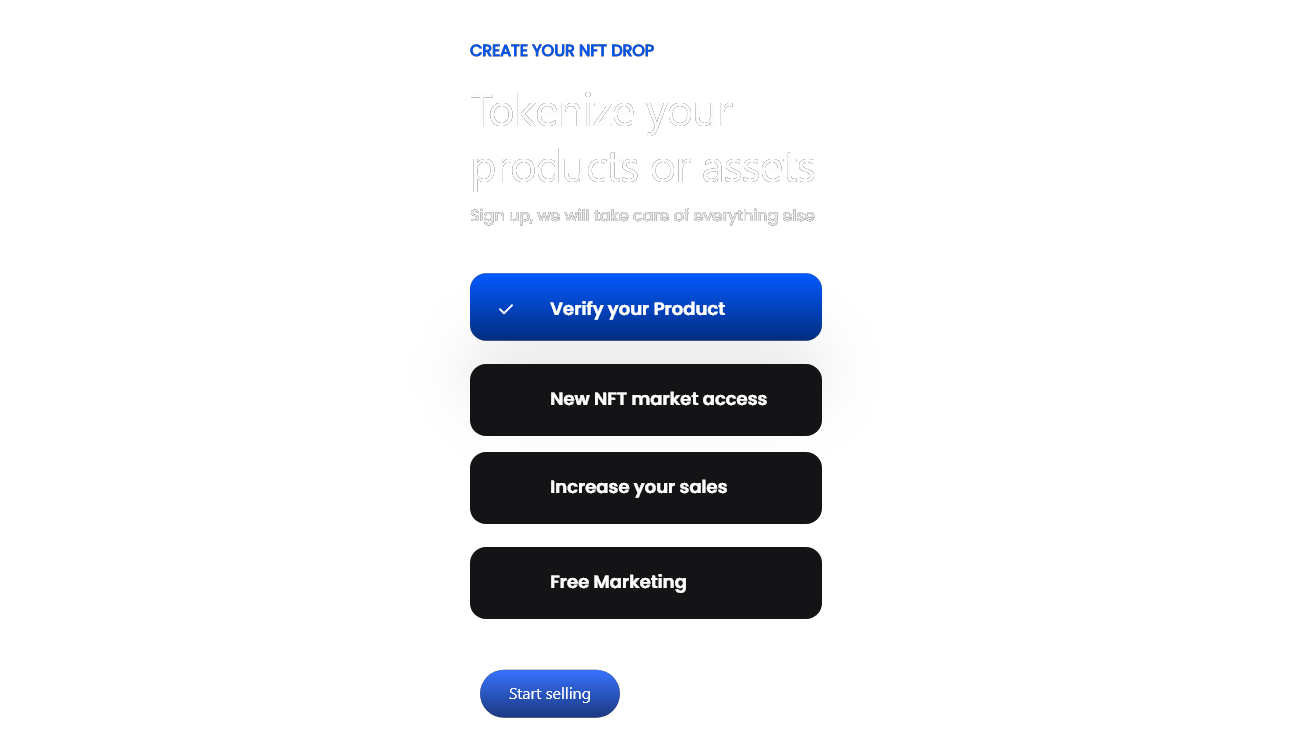 CREATE YOUR NFT DROP
Tokenize your
products or assets
Sign up, we will take care of everything else
Verify your Product
New NFT market access
Increase your sales
Free Marketing
Start selling